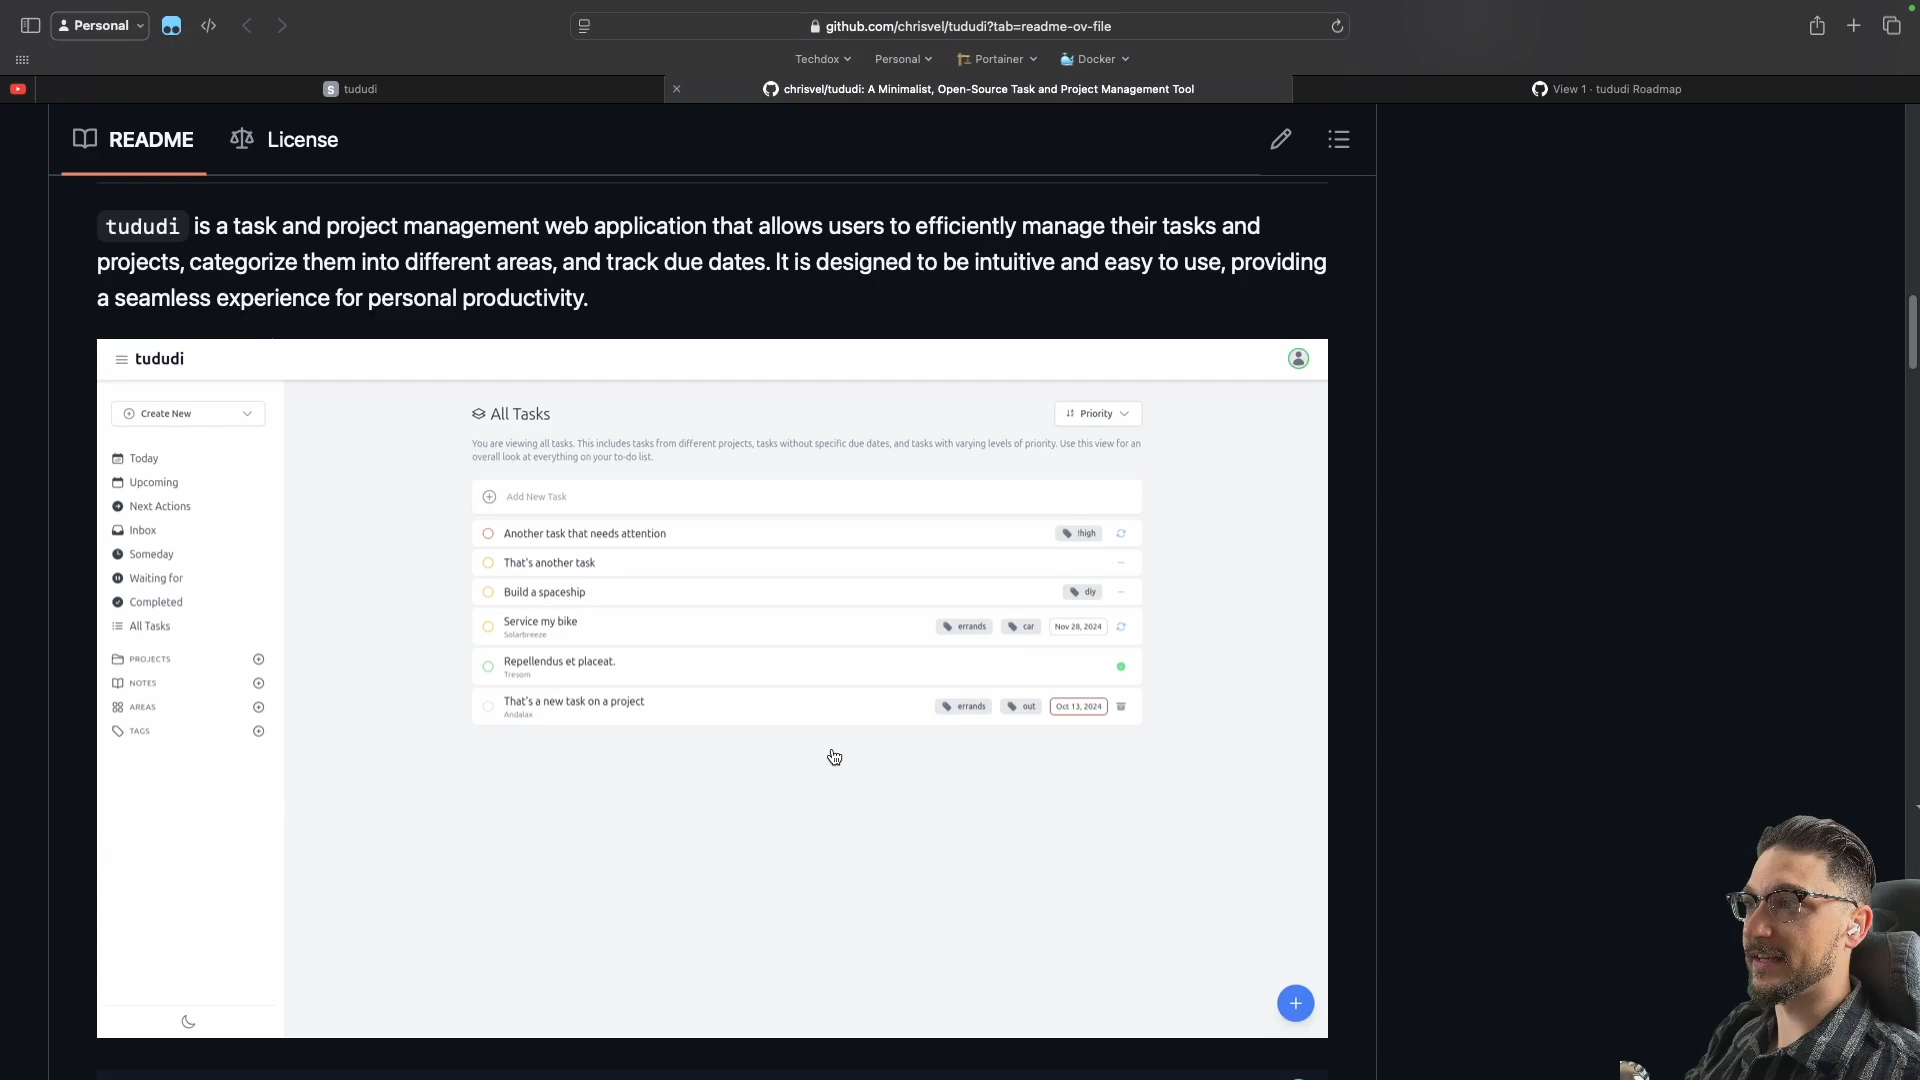 Personal
github.com/chrisvel/tududi?tab=readme-ov-file
Techdox
Personal
Portainer
Docker
S tududi
chrisvel/tududi: A Minimalist, Open-Source Task and Project Management Tool
View 1 · tududi Roadmap
README
License
tududi is a task and project management web application that allows users to efficiently manage their tasks and
projects, categorize them into different areas, and track due dates. It is designed to be intuitive and easy to use, providing
a seamless experience for personal productivity.
tududi
Create New
Today
Upcoming
Next Actions
Inbox
Someday
Waiting for
Completed
All Tasks
PROJECTS
NOTES
AREAS
TAGS
All Tasks
Priority
You are viewing all tasks. This includes tasks from different projects, tasks without specific due dates, and tasks with varying levels of priority. Use this view for an
overall look at everything on your to-do list.
Add New Task
Another task that needs attention
!high
That's another task
Build a spaceship
diy
Service my bike
Solarbreeze
errands
car
Nov 28, 2024
Repellendus et placeat.
Tresom
That's a new task on a project
Andalax
errands
out
Oct 13, 2024